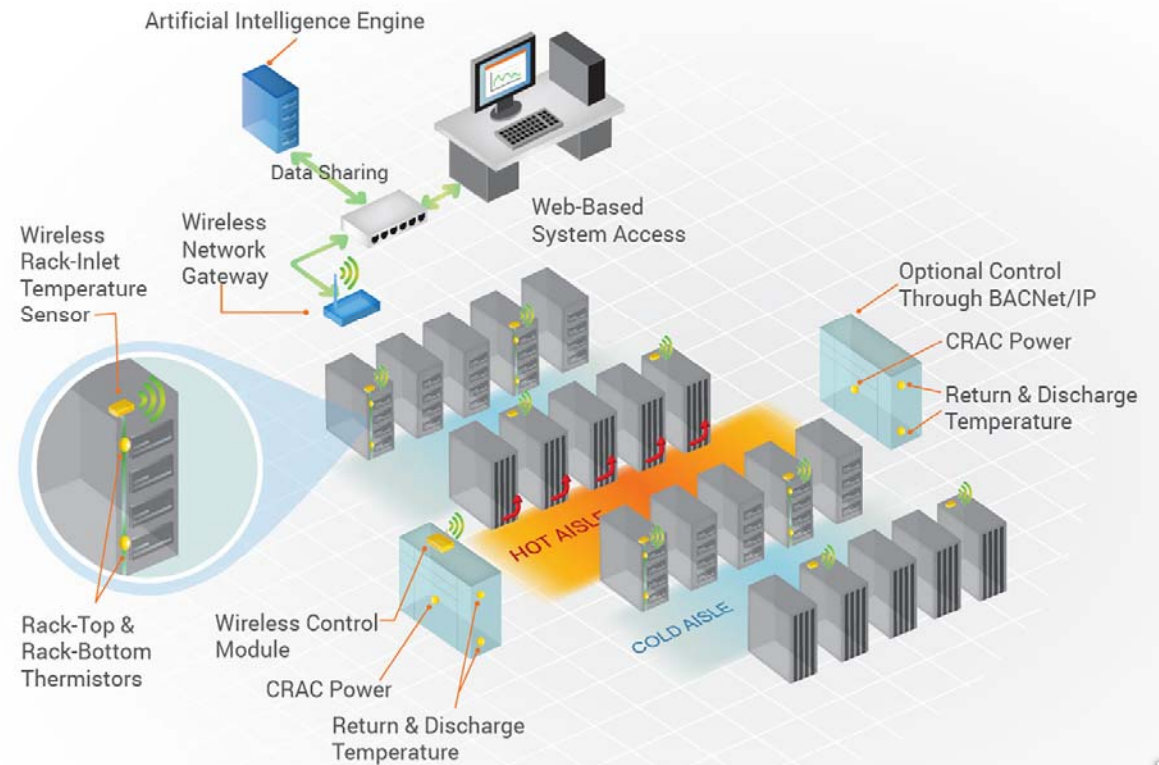 Artificial Intelligence Engine
Data Sharing
Web-Based
System Access
Wireless
Network
Gateway
Wireless
Rack-Inlet
Temperature
Sensor
Optional Control
Through BACNet/IP
CRAC Power
Return & Discharge
Temperature
HOT AISLE
COLD AISLE
Rack-Top &
Rack-Bottom
Thermistors
Wireless Control
Module
CRAC Power
Return & Discharge
Temperature